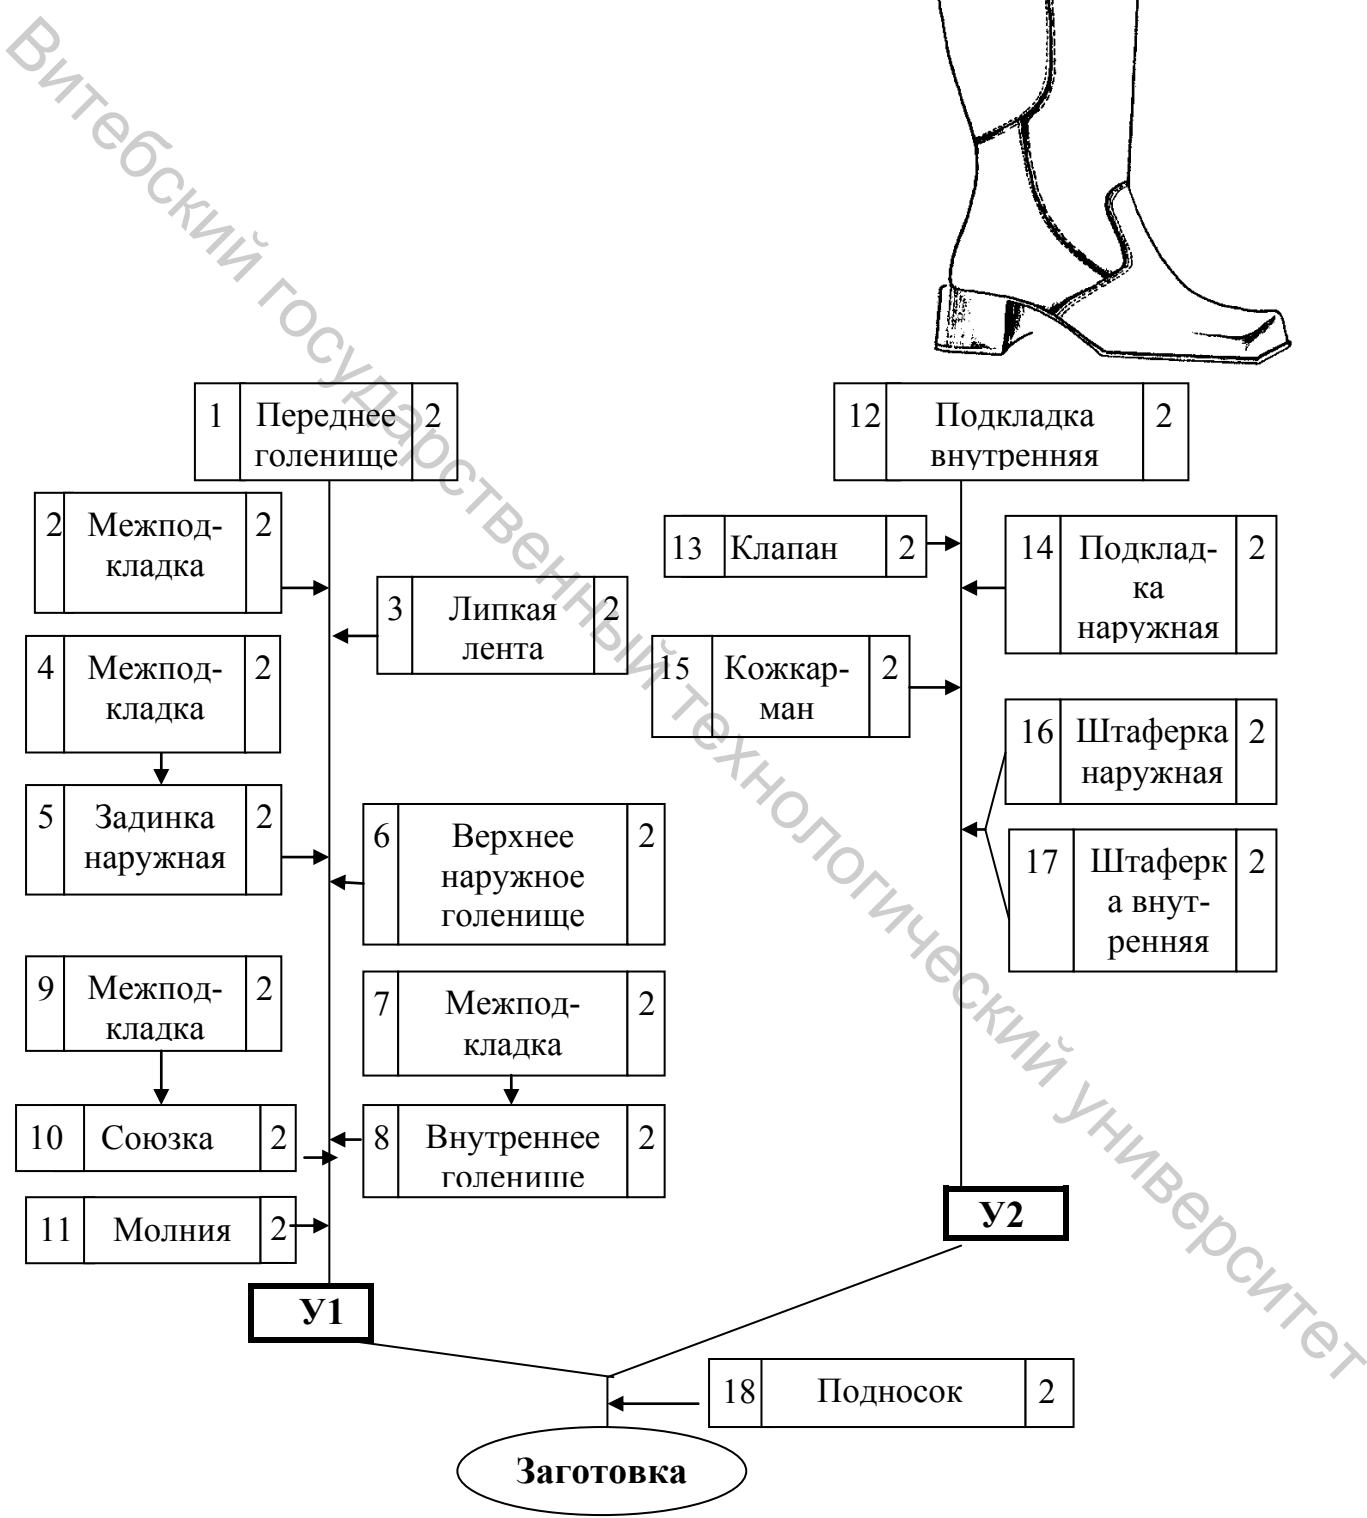 Витебский государственный технологический университет
1 Переднее 2
голенище
12 Подкладка 2
внутренняя
2 Межпод- 2
кладка
13 Клапан 2
14 Подклад- 2
ка
наружная
3 Липкая 2
лента
4 Межпод- 2
кладка
15 Кожкар- 2
ман
16 Штаферка 2
наружная
5 Задинка 2
наружная
6 Верхнее 2
наружное
голенище
17 Штаферк 2
а внут-
ренняя
9 Межпод- 2
кладка
7 Межпод- 2
кладка
10 Союзка 2
8 Внутреннее 2
голенище
11 Молния 2
У2
У1
18 Подносок 2
Заготовка